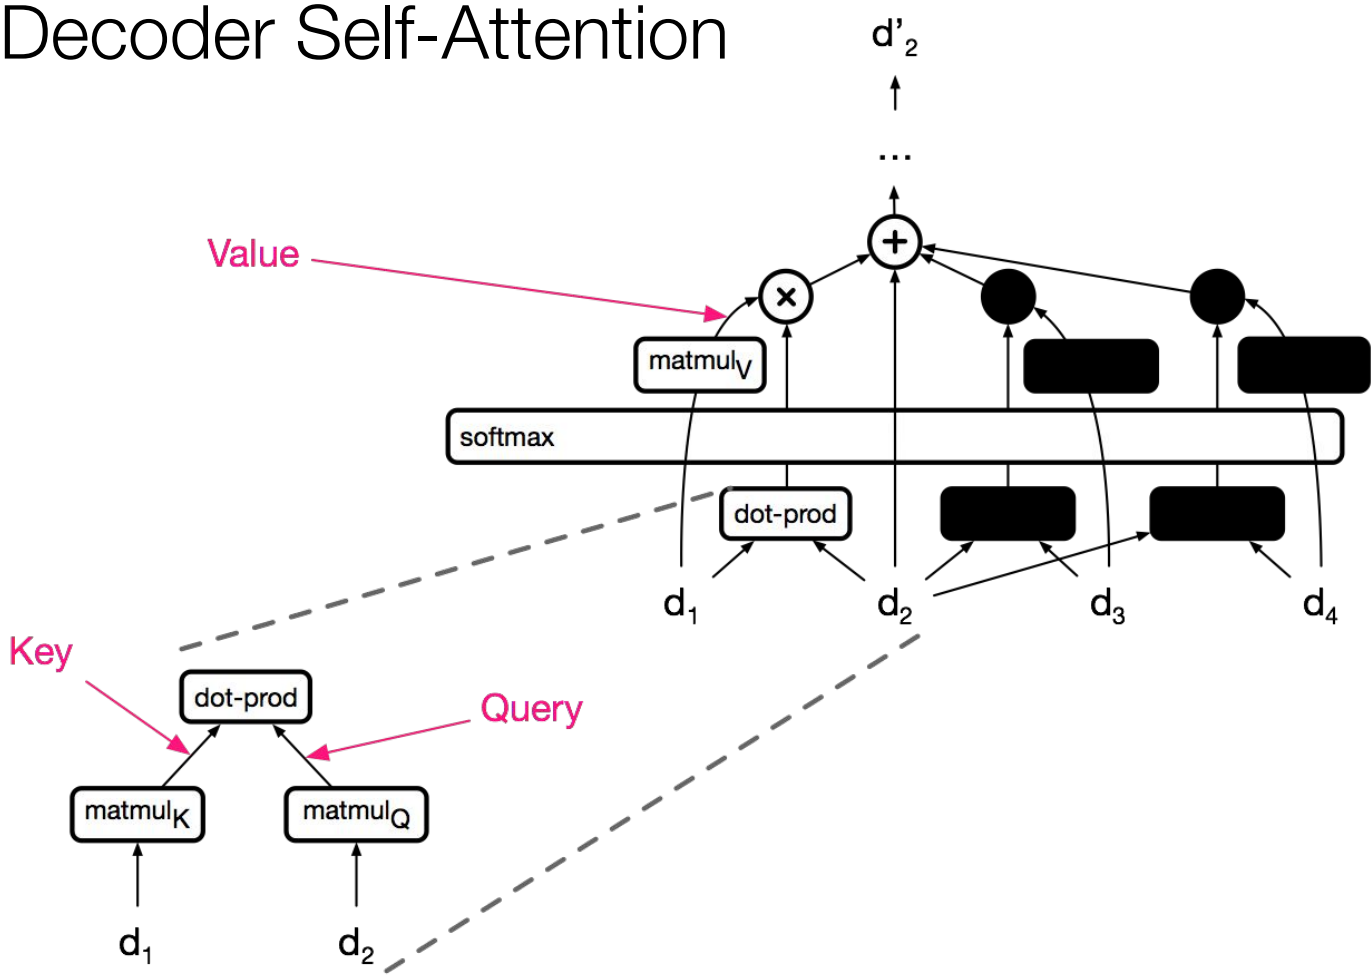 Decoder Self-Attention
d’2
...
+
Value
×
matmulV
softmax
dot-prod
d1 d2 d3 d4
Key
dot-prod
Query
matmulK matmulQ
d1 d2